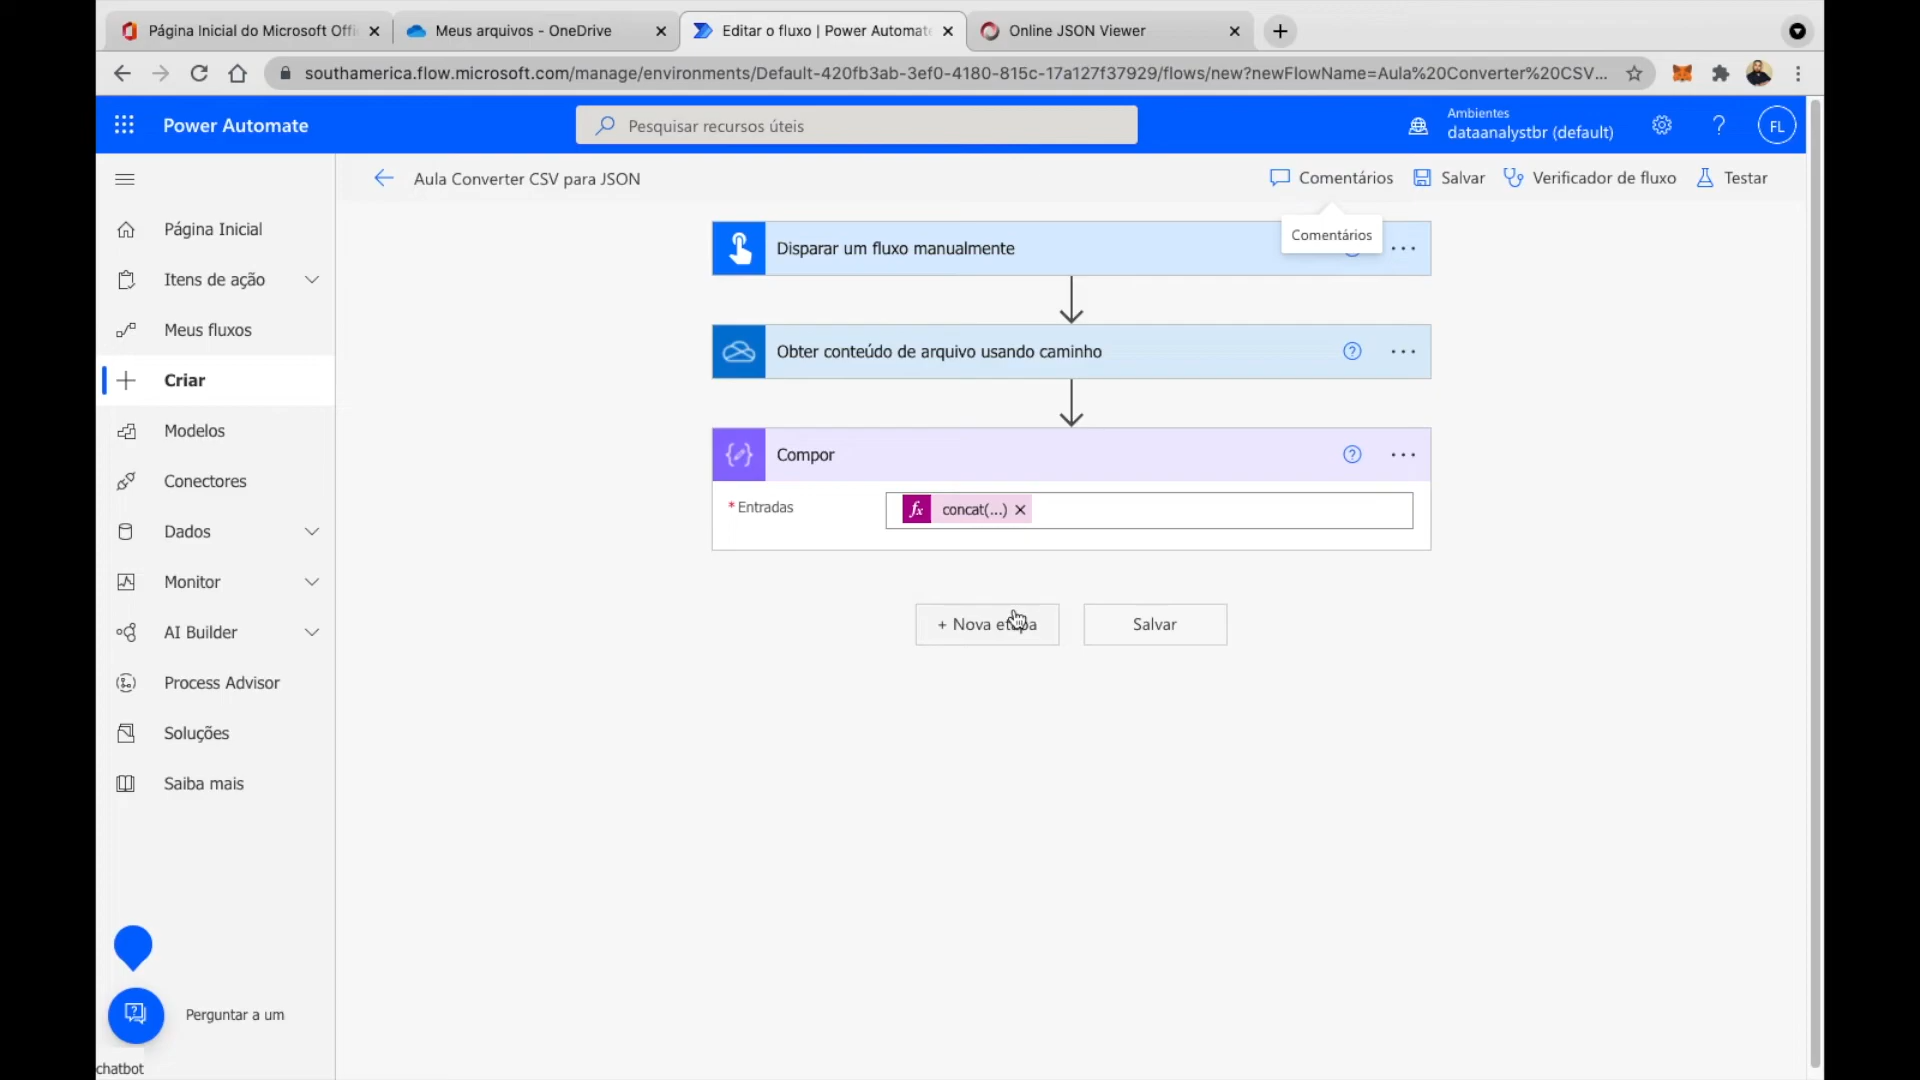 Página Inicial do Microsoft Offi
Meus arquivos - OneDrive
Editar o fluxo | Power Automate
Online JSON Viewer
southamerica.flow.microsoft.com/manage/environments/Default-420fb3ab-3ef0-4180-815c-17a127f37929/flows/new?newFlowName=Aula%20Converter%20CSV...
Power Automate
Pesquisar recursos úteis
Ambientes
dataanalystbr (default)
?
FL
Aula Converter CSV para JSON
Comentários
Salvar
Verificador de fluxo
Testar
Comentários
Página Inicial
Itens de ação
Meus fluxos
Criar
Modelos
Conectores
Dados
Monitor
AI Builder
Process Advisor
Soluções
Saiba mais
Perguntar a um
chatbot
Disparar um fluxo manualmente
Obter conteúdo de arquivo usando caminho
?
Compor
?
* Entradas
fx concat(...)
+ Nova etapa
Salvar